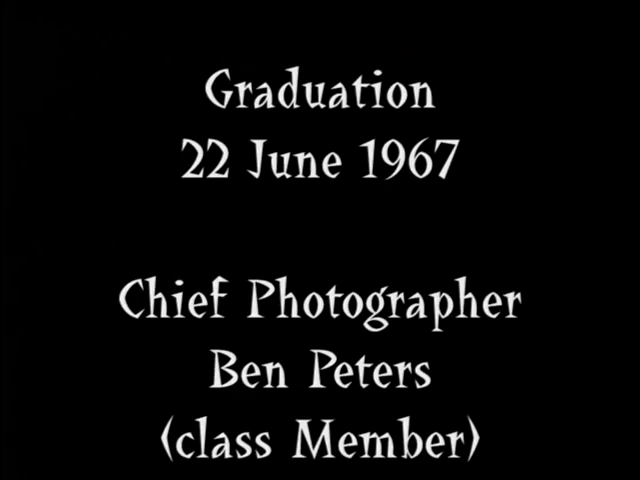 Graduation
22 June 1967
Chief Photographer
Ben Peters
(class Member)